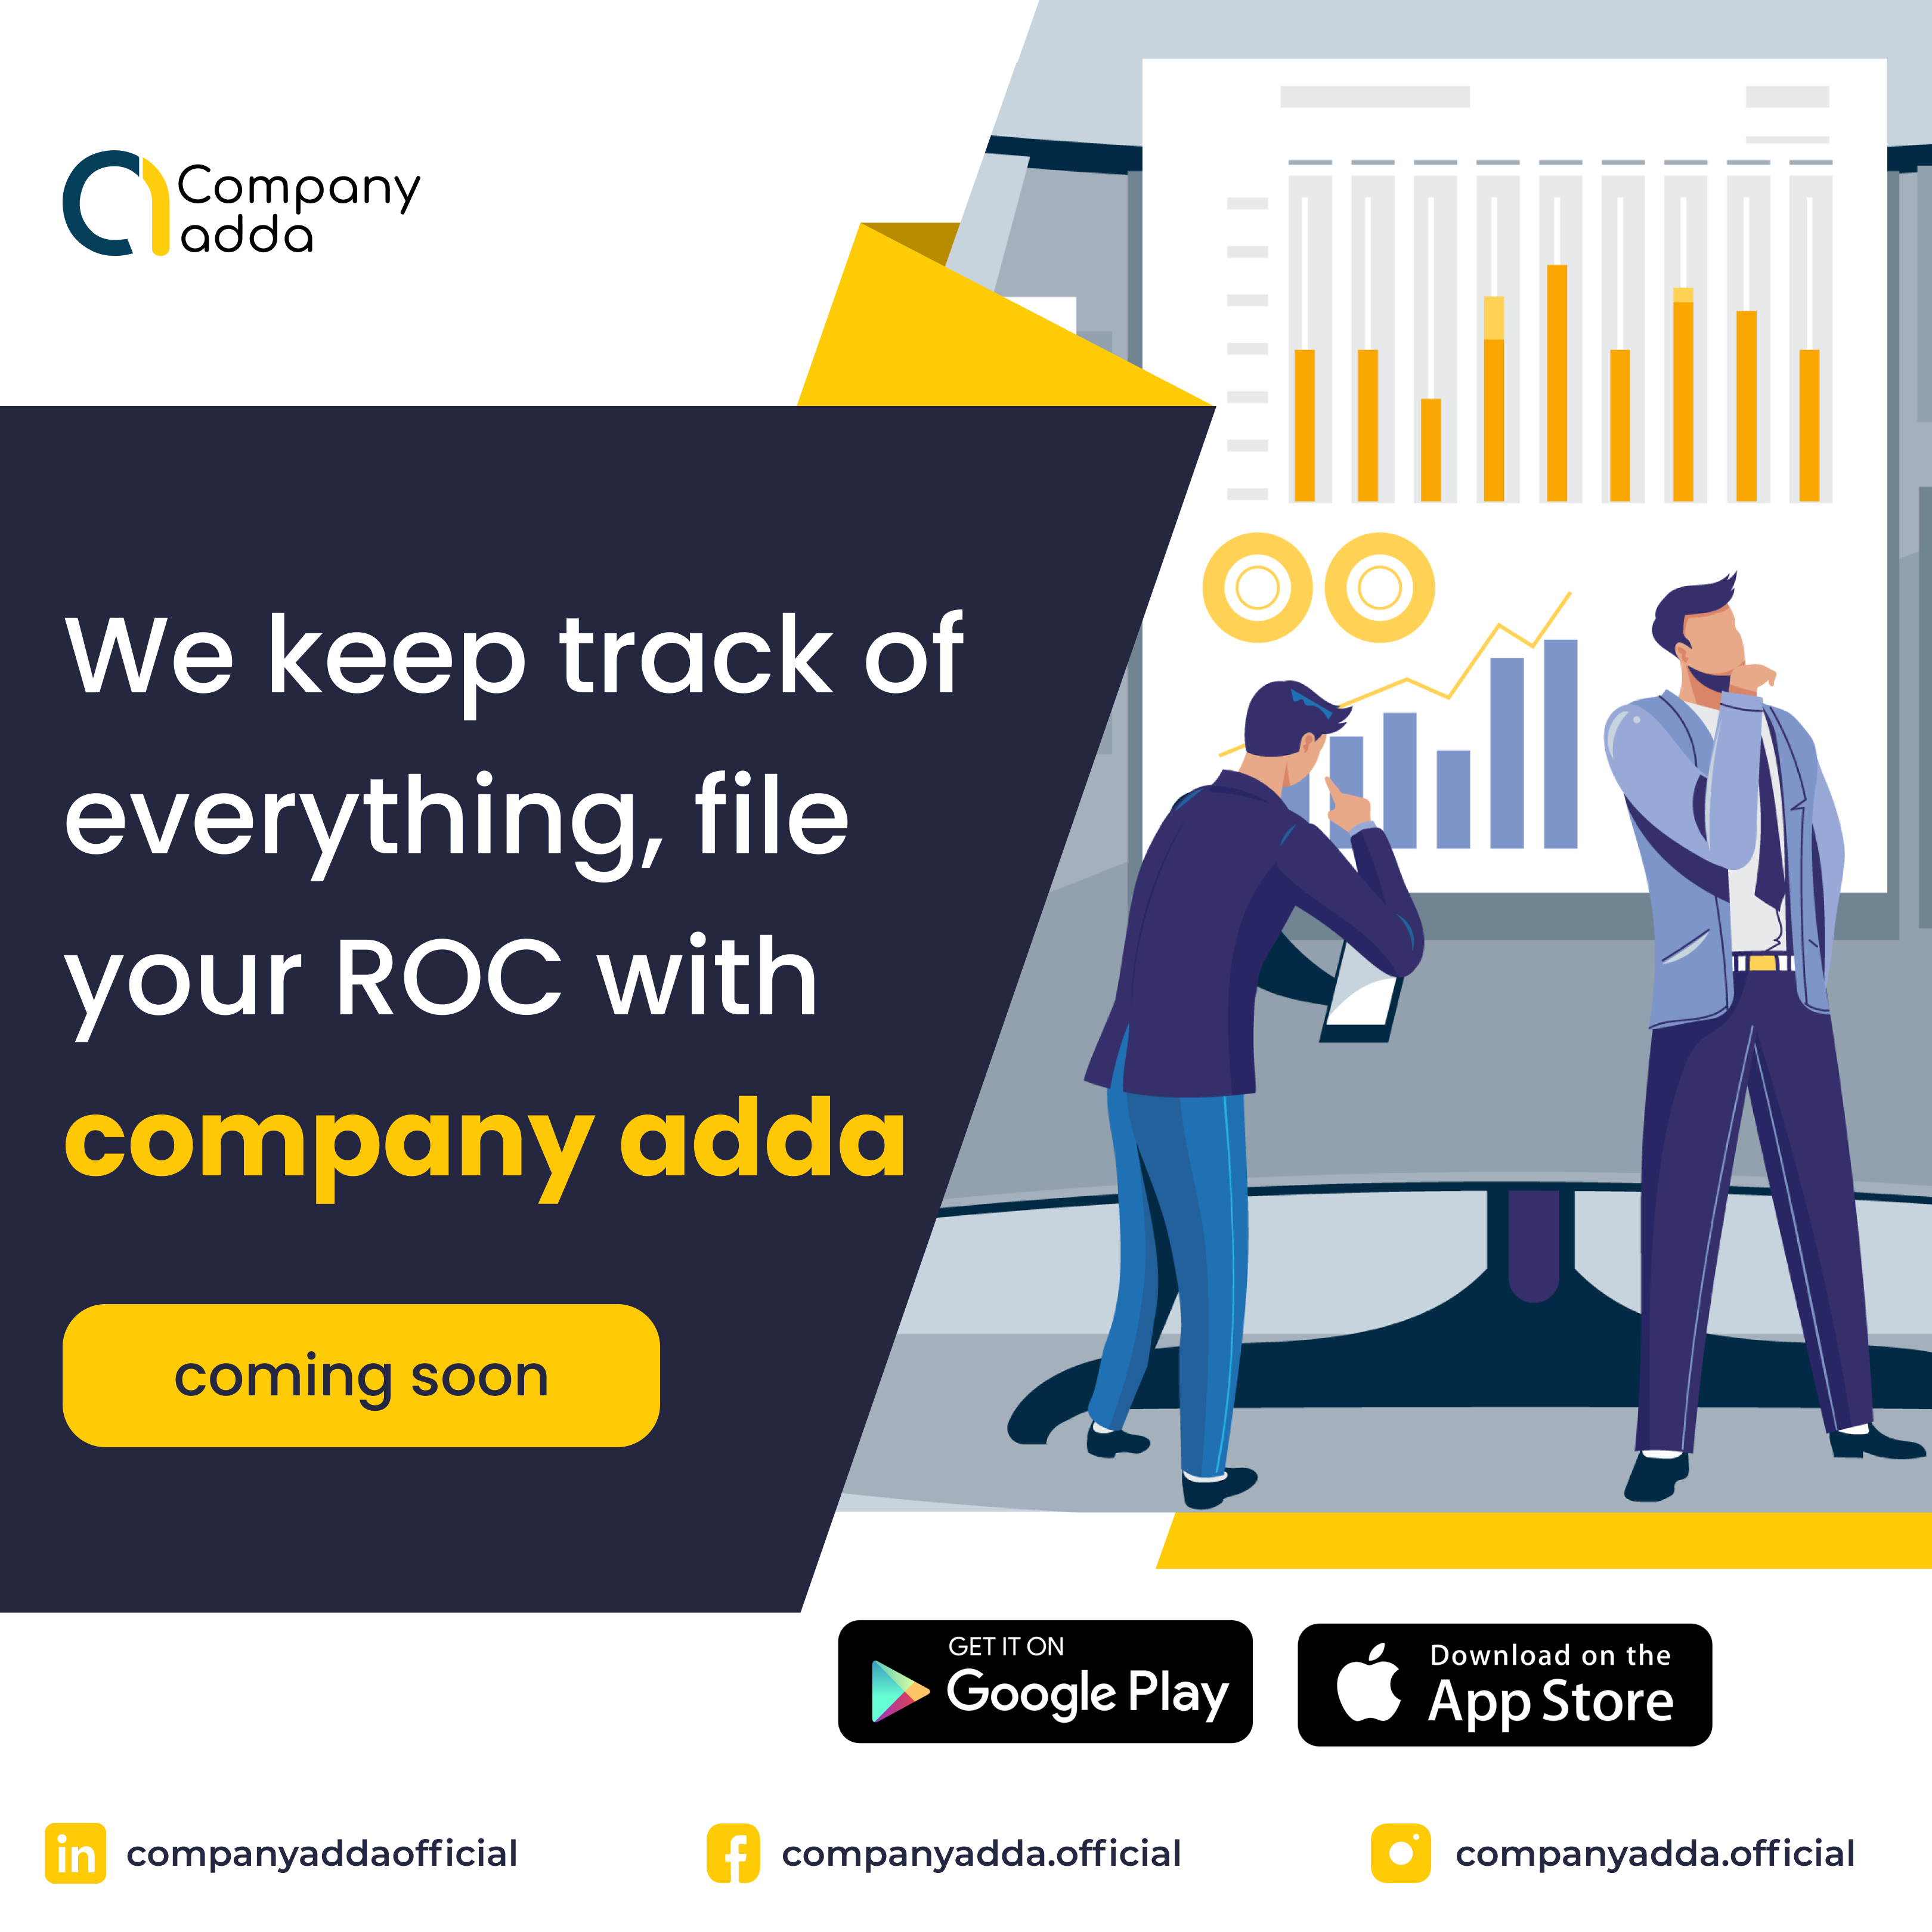 Company
adda
We keep track of
everything, file
your ROC with
company adda
coming soon
GET IT ON
Google Play
Download on the
App Store
in companyaddaofficial
f companyadda.official
companyadda.official